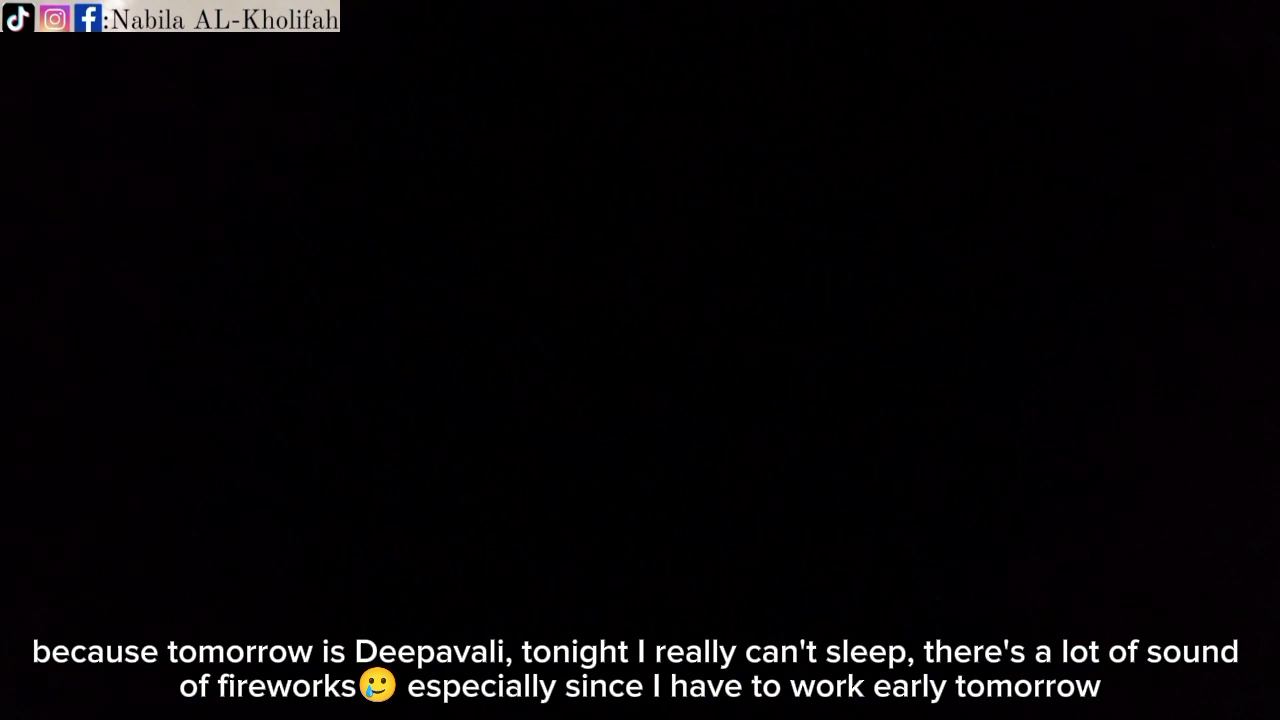 :Nabila AL-Kholifah
because tomorrow is Deepavali, tonight I really can't sleep, there's a lot of sound
of fireworks🥲 especially since I have to work early tomorrow